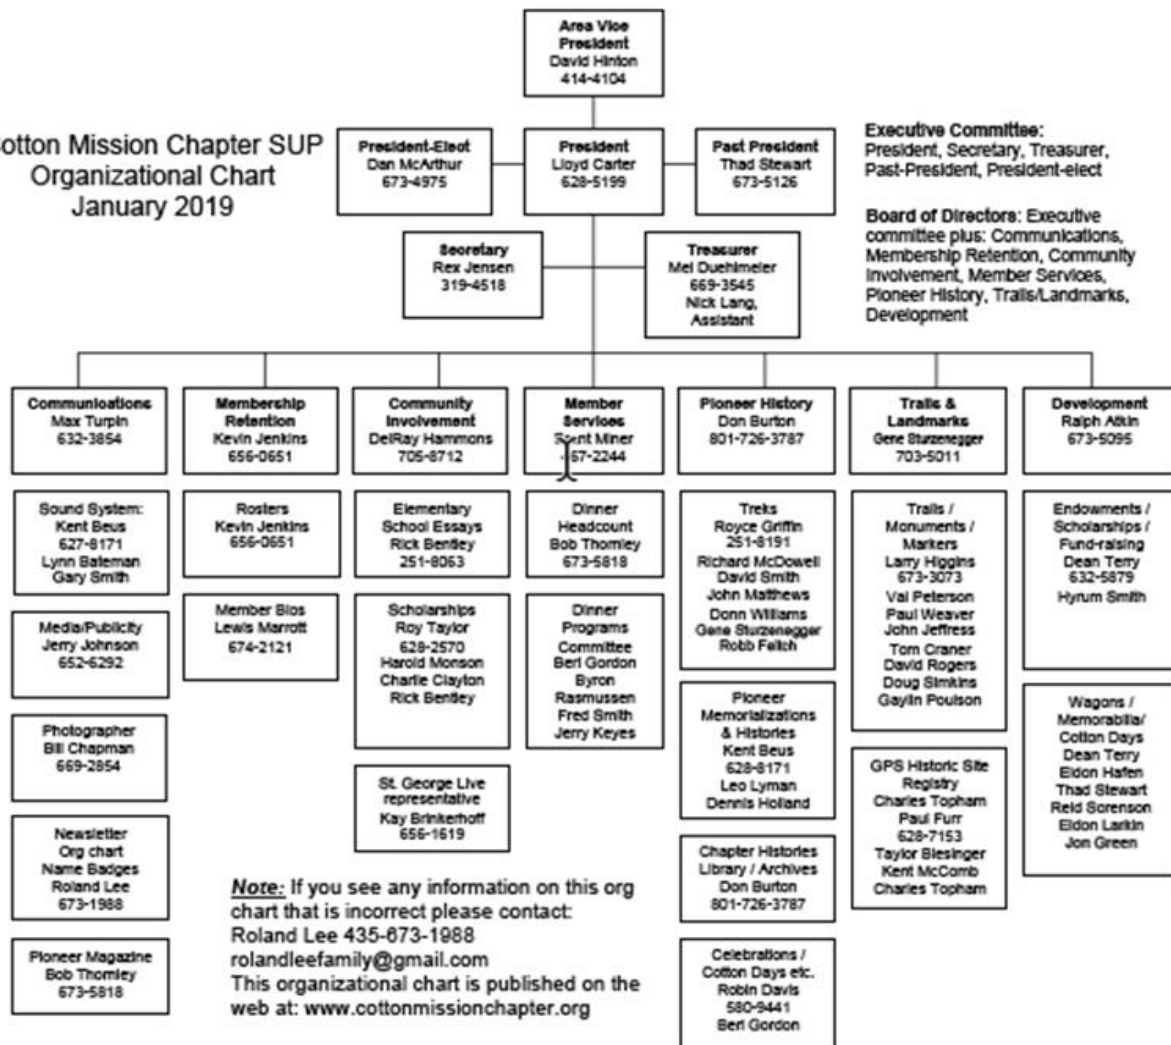 Area Vice
President
David Hinton
414-4104
Cotton Mission Chapter SUP
Organizational Chart
January 2019
President-Elect
Dan McArthur
673-4975
President
Lloyd Carter
628-5199
Past President
Thad Stewart
673-5126
Executive Committee:
President, Secretary, Treasurer,
Past-President, President-elect
Secretary
Rex Jensen
319-4518
Treasurer
Mel Duehlmeier
669-3545
Nick Lang,
Assistant
Board of Directors: Executive
committee plus: Communications,
Membership Retention, Community
Involvement, Member Services,
Pioneer History, Trails/Landmarks,
Development
Communications
Max Turpin
632-3854
Membership
Retention
Kevin Jenkins
656-0651
Community
Involvement
DelRay Hammons
705-8712
Member
Services
Miner
67-2244
Pioneer History
Don Burton
801-726-3787
Trails &
Landmarks
Gene Sturzenegger
703-5011
Development
Ralph Atkin
673-5095
Sound System:
Kent Beus
627-8171
Lynn Bateman
Gary Smith
Media/Publicity
Jerry Johnson
652-6292
Photographer
Bill Chapman
669-2854
Newsletter
Org chart
Name Badges
Roland Lee
673-1988
Pioneer Magazine
Bob Thomley
673-5818
Rosters
Kevin Jenkins
656-0651
Member Bios
Lewis Marrott
674-2121
Elementary
School Essays
Rick Bentley
251-8063
Scholarships
Roy Taylor
628-2570
Harold Monson
Charlie Clayton
Rick Bentley
St. George Live
representative
Kay Brinkerhoff
656-1619
Dinner
Headcount
Bob Thomley
673-5818
Dinner
Programs
Committee
Berl Gordon
Byron
Rasmussen
Fred Smith
Jerry Keyes
Treks
Royce Griffin
251-8191
Richard McDowell
David Smith
John Matthews
Donn Williams
Gene Sturzenegger
Robb Felich
Pioneer
Memorializations
& Histories
Kent Beus
628-8171
Leo Lyman
Dennis Holland
Chapter Histories
Library / Archives
Don Burton
801-726-3787
Celebrations /
Cotton Days etc.
Robin Davis
580-9441
Berl Gordon
Trails /
Monuments /
Markers
Larry Higgins
673-3073
Val Peterson
Paul Weaver
John Jeffress
Tom Craner
David Rogers
Doug Simkins
Gaylin Poulson
GPS Historic Site
Registry
Charles Topham
Paul Furr
628-7153
Taylor Biesinger
Kent McComb
Charles Topham
Endowments /
Scholarships /
Fund-raising
Dean Terry
632-5879
Hyrum Smith
Wagons /
Memorabilia/
Cotton Days
Dean Terry
Eldon Hafen
Thad Stewart
Reid Sorenson
Eldon Larkin
Jon Green
Note: If you see any information on this org
chart that is incorrect please contact:
Roland Lee 435-673-1988
rolandleefamily@gmail.com
This organizational chart is published on the
web at: www.cottonmissionchapter.org